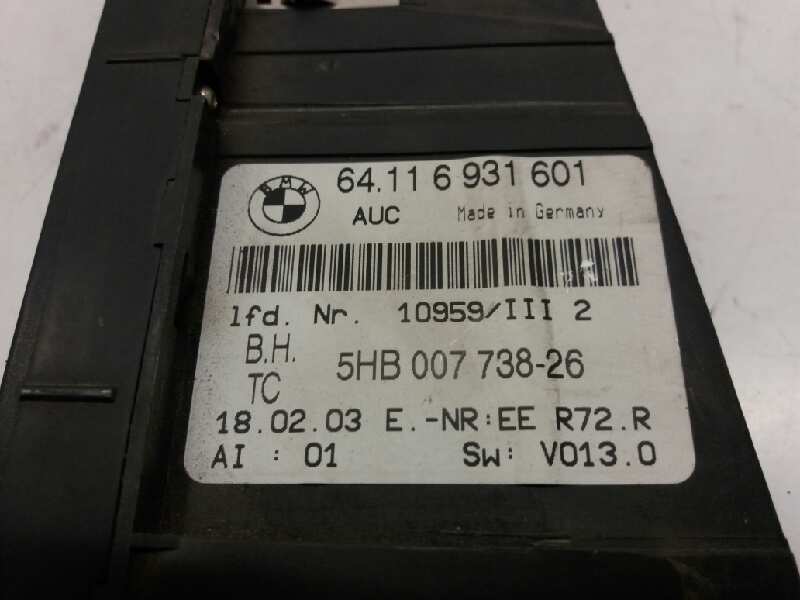 BMW
64.11 6 931 601
AUC Made in Germany
lfd. Nr. 10959/III 2
B.H. 5HB 007 738-26
TC
18.02.03 E.-NR:EE R72.R
AI : 01 Sw: V013.0